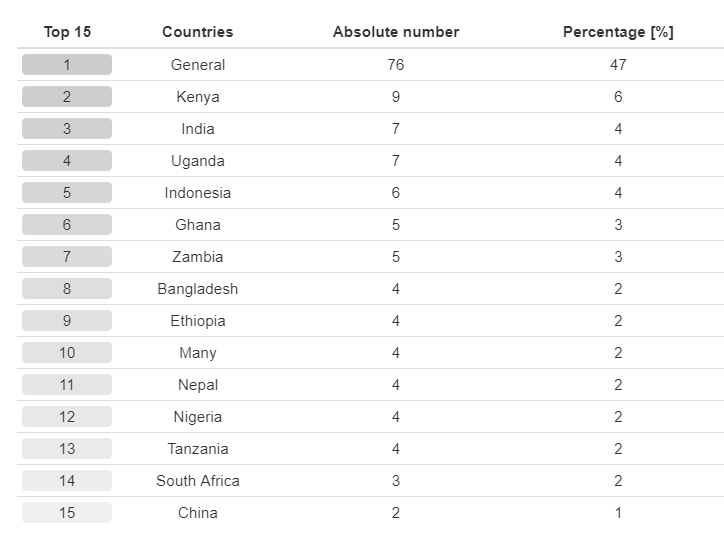 Top 15 Countries Absolute number Percentage [%]
1 General 76 47
2 Kenya 9 6
3 India 7 4
4 Uganda 7 4
5 Indonesia 6 4
6 Ghana 5 3
7 Zambia 5 3
8 Bangladesh 4 2
9 Ethiopia 4 2
10 Many 4 2
11 Nepal 4 2
12 Nigeria 4 2
13 Tanzania 4 2
14 South Africa 3 2
15 China 2 1